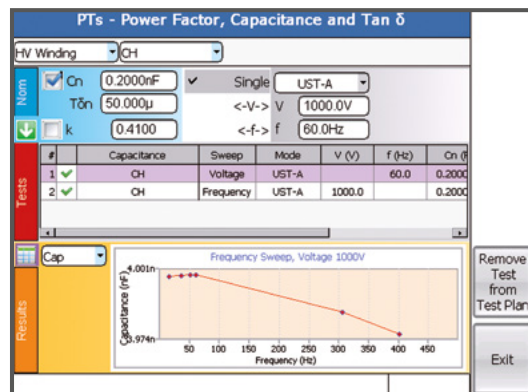 PTs - Power Factor, Capacitance and Tan δ
HV Winding CH
Nom
Cn 0.2000nF Single UST-A
Tδn 50.000µ <-V-> V 1000.0V
k 0.4100 <-f-> f 60.0Hz
Tests
# Capacitance Sweep Mode V (V) f (Hz) Cn (
1 CH Voltage UST-A 60.0 0.2000
2 CH Frequency UST-A 1000.0 0.2000
Results
Cap
Frequency Sweep, Voltage 1000V
Capacitance (nF)
4.001n
3.974n
50 100 150 200 250 300 350 400 450
Frequency (Hz)
Remove
Test
from
Test Plan
Exit